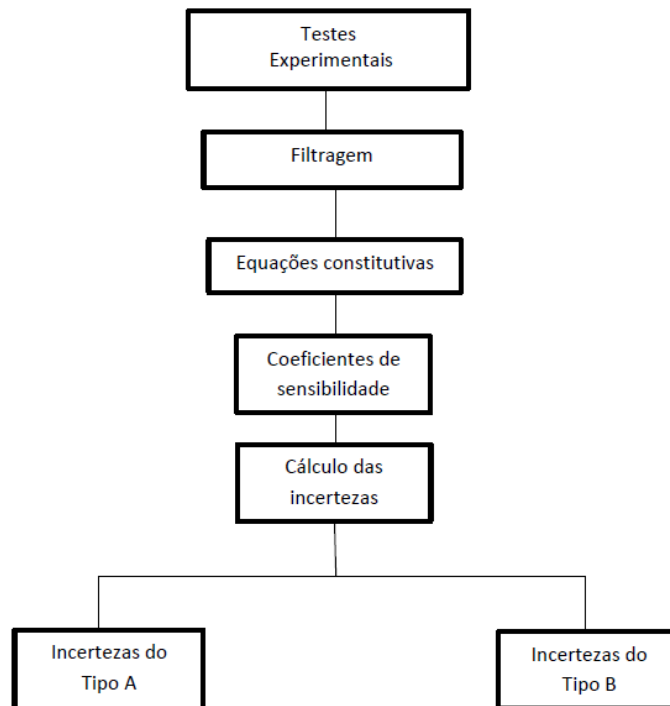 Testes
Experimentais
Filtragem
Equações constitutivas
Coeficientes de
sensibilidade
Cálculo das
incertezas
Incertezas do
Tipo A
Incertezas do
Tipo B